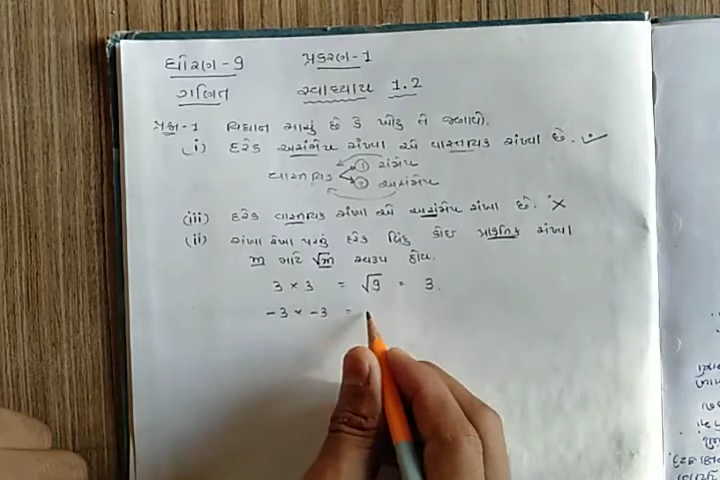 ધોરણ - 9 પ્રકરણ - 1
ગણિત સ્વાધ્યાય 1.2
પ્રશ્ન - 1 વિધાન સાચું છે કે ખોટું તે જણાવો.
(i) દરેક અસંમેય સંખ્યા એ વાસ્તવિક સંખ્યા છે. ✓
① સંમેય
વાસ્તવિક
② અસંમેય
(iii) દરેક વાસ્તવિક સંખ્યા એ અસંમેય સંખ્યા છે. ×
(ii) સંખ્યા રેખા પરનું દરેક બિંદુ કોઇ પ્રાકૃતિક સંખ્યા
m માટે √m સ્વરૂપ હોય.
3 × 3 = √9 = 3.
-3 × -3 =